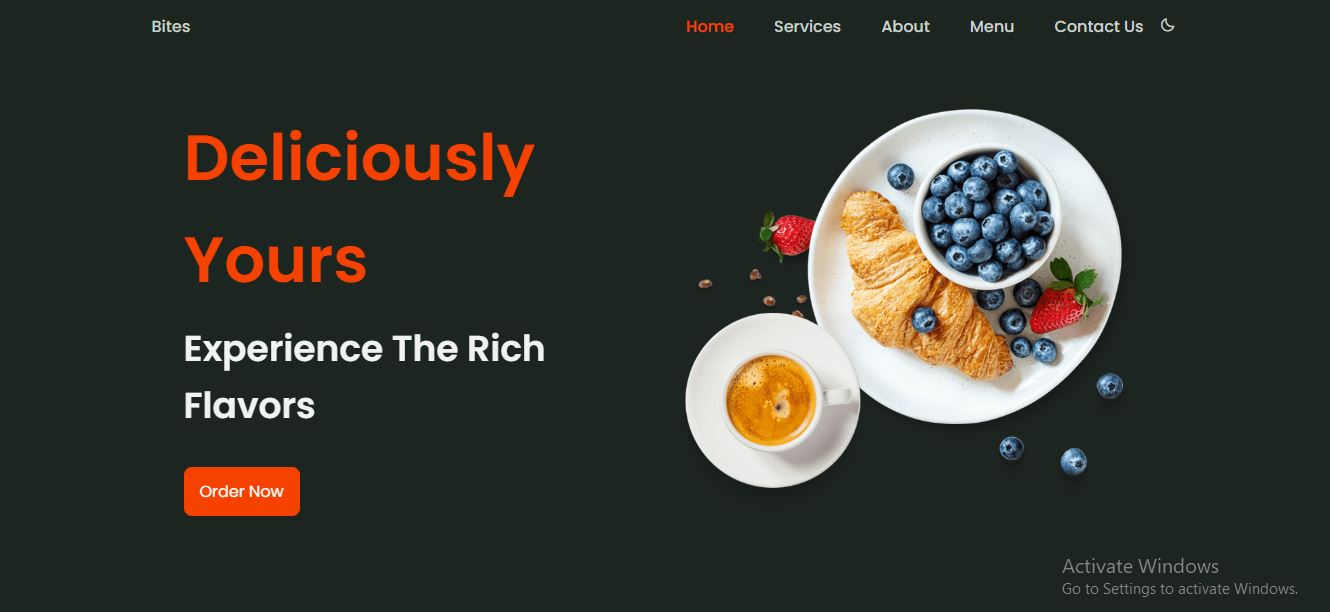 Bites
Home Services About Menu Contact Us
Deliciously
Yours
Experience The Rich
Flavors
Order Now
Activate Windows
Go to Settings to activate Windows.